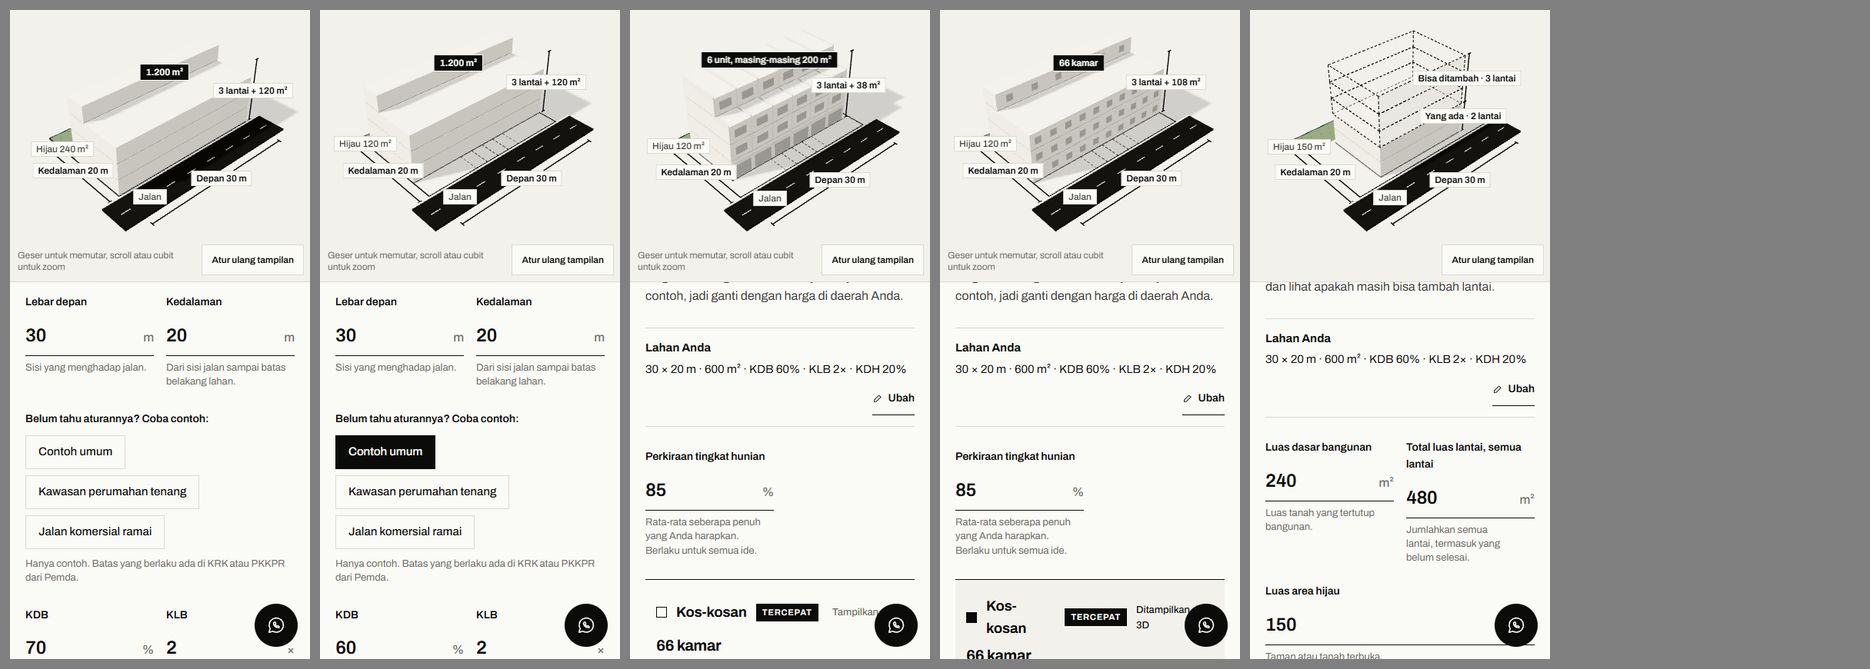 1.200 m²
3 lantai + 120 m²
Hijau 240 m²
Kedalaman 20 m
Depan 30 m
Jalan
Geser untuk memutar, scroll atau cubit
untuk zoom
Atur ulang tampilan
Lebar depan
Kedalaman
30 m
20 m
Sisi yang menghadap jalan.
Dari sisi jalan sampai batas
belakang lahan.
Belum tahu aturannya? Coba contoh:
Contoh umum
Kawasan perumahan tenang
Jalan komersial ramai
Hanya contoh. Batas yang berlaku ada di KRK atau PKKPR
dari Pemda.
KDB
KLB
70 %
2 ×
1.200 m²
3 lantai + 120 m²
Hijau 120 m²
Kedalaman 20 m
Depan 30 m
Jalan
Geser untuk memutar, scroll atau cubit
untuk zoom
Atur ulang tampilan
Lebar depan
Kedalaman
30 m
20 m
Sisi yang menghadap jalan.
Dari sisi jalan sampai batas
belakang lahan.
Belum tahu aturannya? Coba contoh:
Contoh umum
Kawasan perumahan tenang
Jalan komersial ramai
Hanya contoh. Batas yang berlaku ada di KRK atau PKKPR
dari Pemda.
KDB
KLB
60 %
2 ×
6 unit, masing-masing 200 m²
3 lantai + 38 m²
Hijau 120 m²
Kedalaman 20 m
Depan 30 m
Jalan
Geser untuk memutar, scroll atau cubit
untuk zoom
Atur ulang tampilan
contoh, jadi ganti dengan harga di daerah Anda.
Lahan Anda
30 × 20 m · 600 m² · KDB 60% · KLB 2× · KDH 20%
Ubah
Perkiraan tingkat hunian
85 %
Rata-rata seberapa penuh
yang Anda harapkan.
Berlaku untuk semua ide.
Kos-kosan TERCEPAT Tampilkan
66 kamar
66 kamar
3 lantai + 108 m²
Hijau 120 m²
Kedalaman 20 m
Depan 30 m
Jalan
Geser untuk memutar, scroll atau cubit
untuk zoom
Atur ulang tampilan
contoh, jadi ganti dengan harga di daerah Anda.
Lahan Anda
30 × 20 m · 600 m² · KDB 60% · KLB 2× · KDH 20%
Ubah
Perkiraan tingkat hunian
85 %
Rata-rata seberapa penuh
yang Anda harapkan.
Berlaku untuk semua ide.
Kos-
kosan
TERCEPAT
Ditampilkan
3D
66 kamar
Bisa ditambah · 3 lantai
Yang ada · 2 lantai
Hijau 150 m²
Kedalaman 20 m
Depan 30 m
Jalan
Atur ulang tampilan
dan lihat apakah masih bisa tambah lantai.
Lahan Anda
30 × 20 m · 600 m² · KDB 60% · KLB 2× · KDH 20%
Ubah
Luas dasar bangunan
Total luas lantai, semua
lantai
240 m²
480 m²
Luas tanah yang tertutup
bangunan.
Jumlahkan semua
lantai, termasuk yang
belum selesai.
Luas area hijau
150
Taman atau tanah terbuka